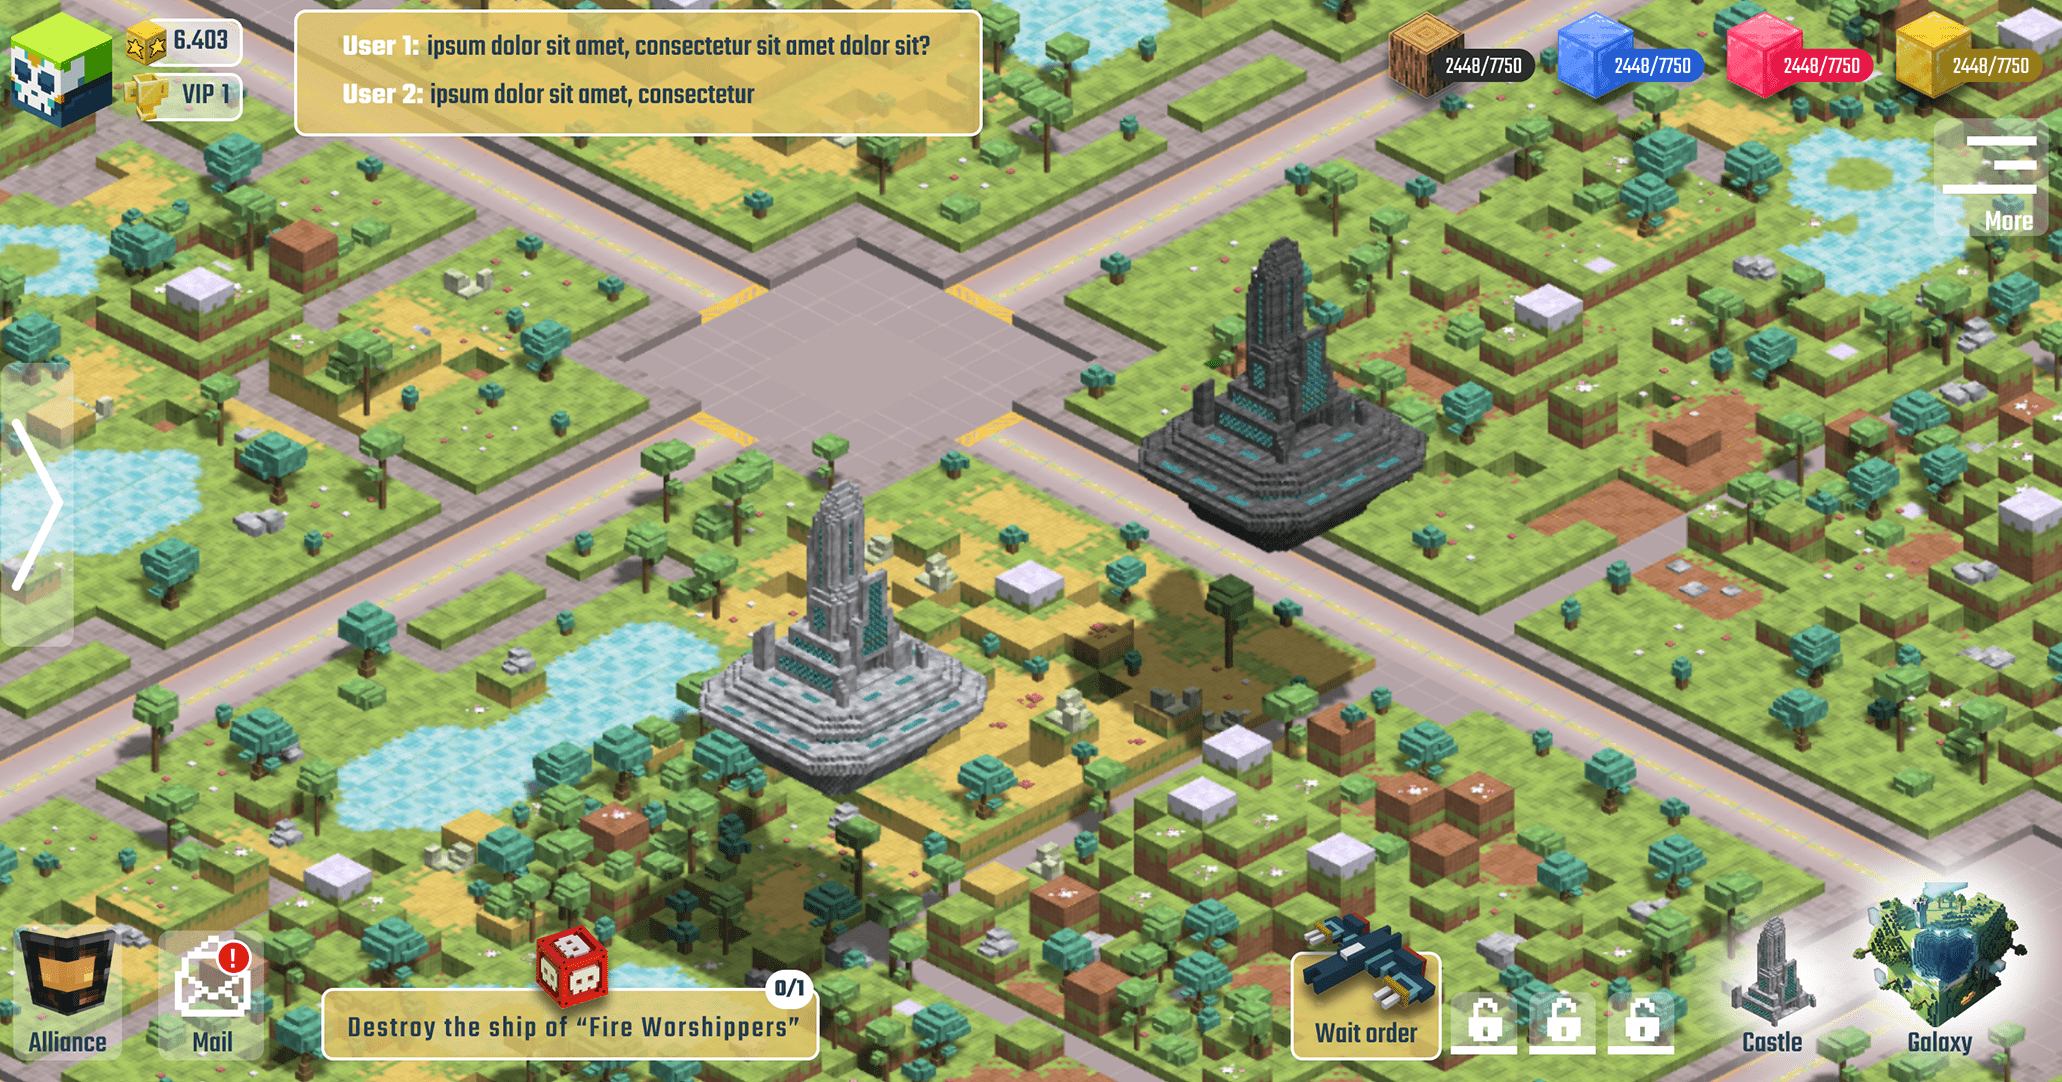 6.403
VIP 1
User 1: ipsum dolor sit amet, consectetur sit amet dolor sit?
User 2: ipsum dolor sit amet, consectetur
2448/7750
2448/7750
2448/7750
2448/7750
More
Alliance
!
Mail
0/1
Destroy the ship of “Fire Worshippers”
Wait order
Castle
Galaxy